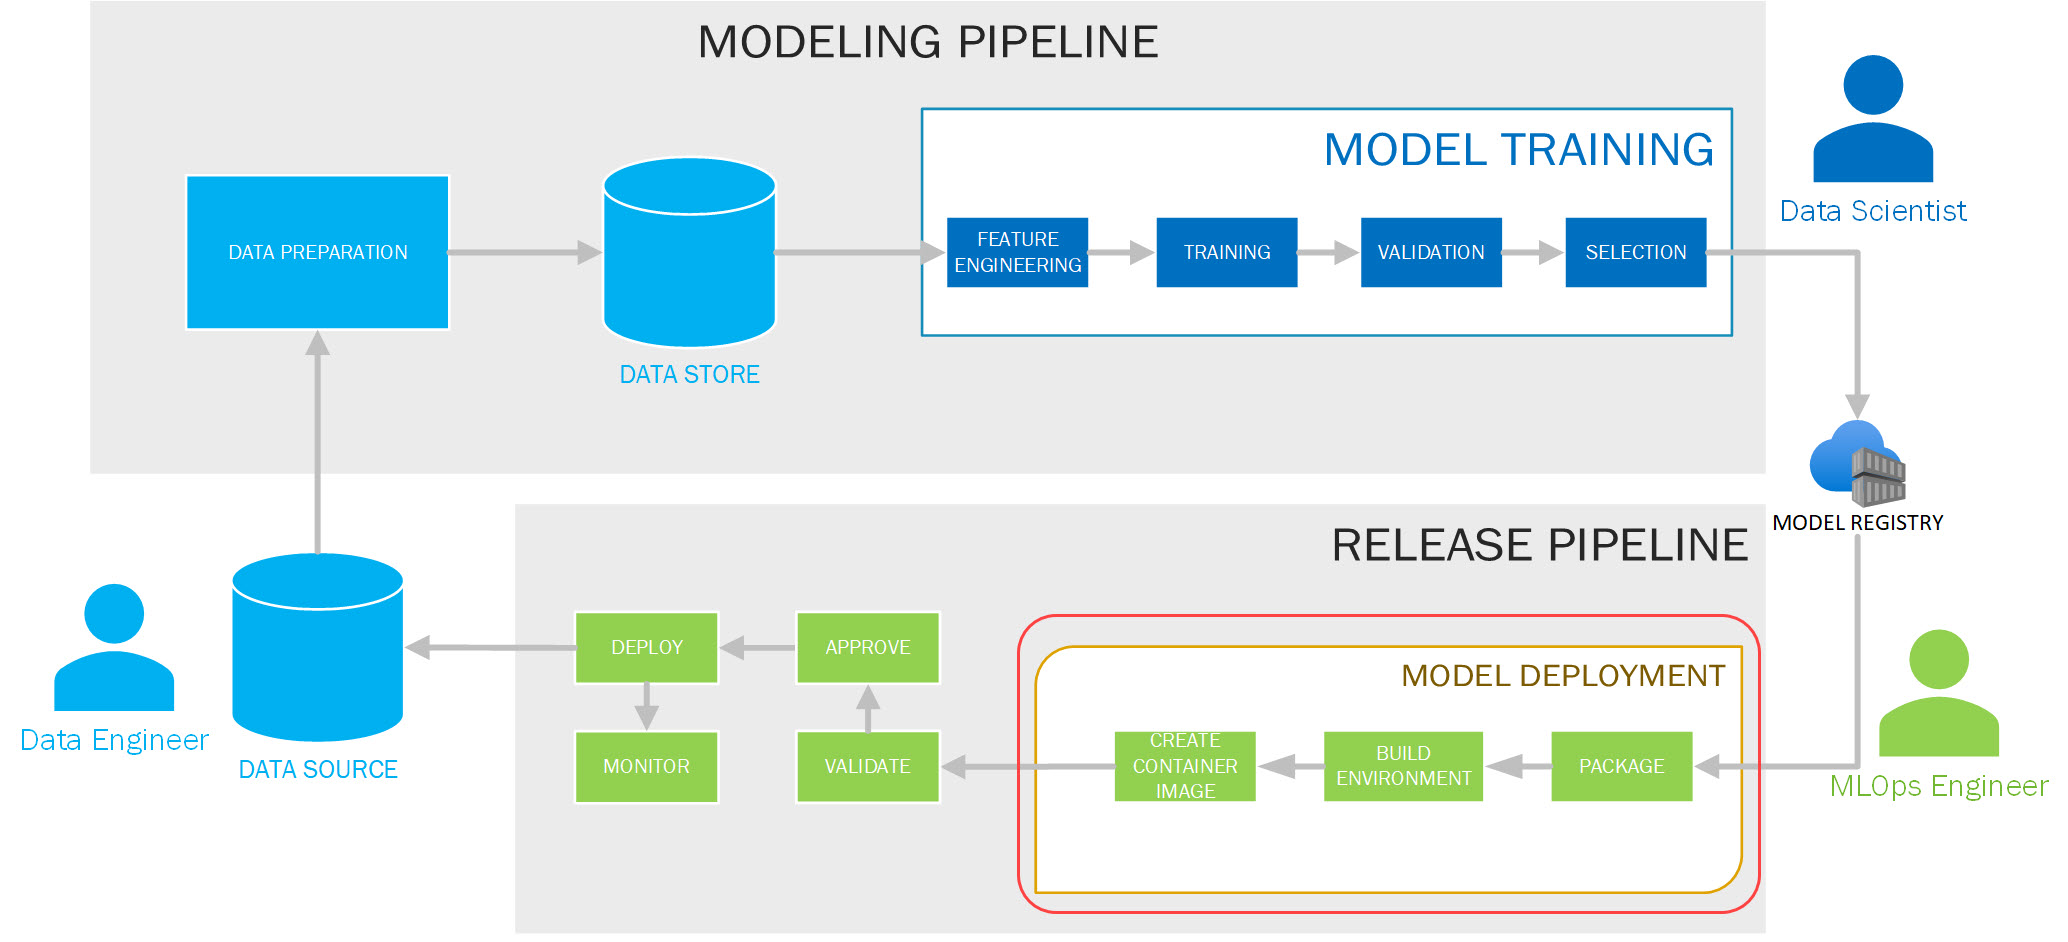 MODELING PIPELINE
MODEL TRAINING
Data Scientist
DATA PREPARATION
FEATURE
ENGINEERING
TRAINING
VALIDATION
SELECTION
DATA STORE
MODEL REGISTRY
RELEASE PIPELINE
DEPLOY
APPROVE
MODEL DEPLOYMENT
Data Engineer
DATA SOURCE
MONITOR
VALIDATE
CREATE
CONTAINER
IMAGE
BUILD
ENVIRONMENT
PACKAGE
MLOps Engineer